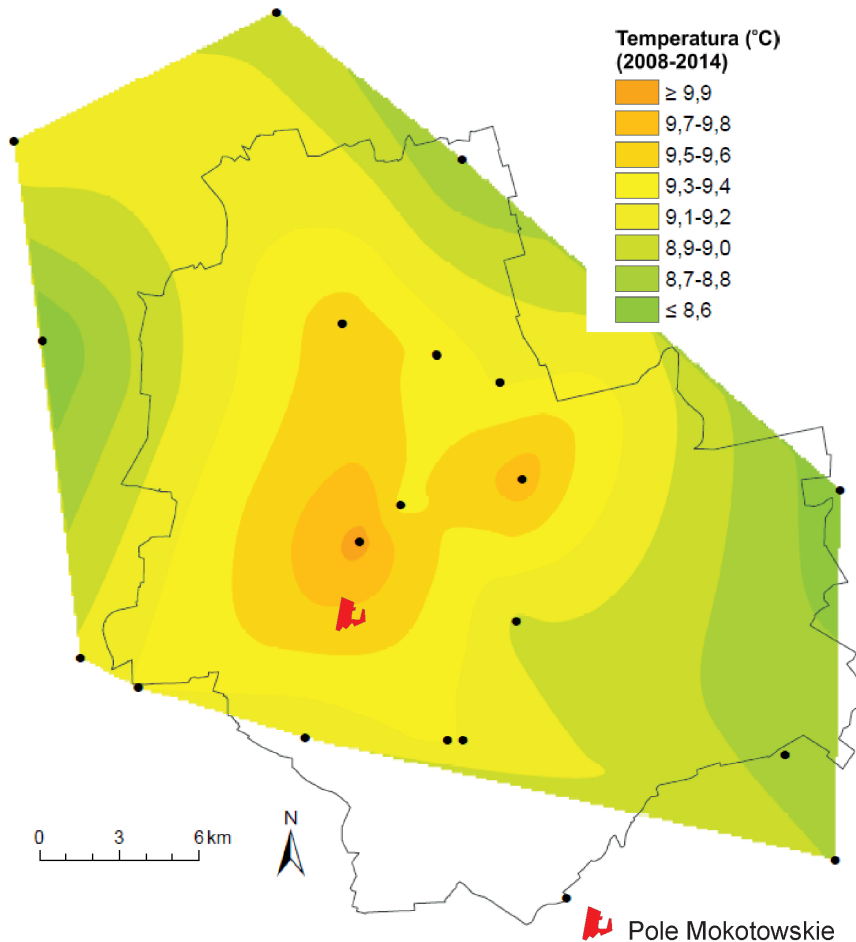 Temperatura (°C)
(2008-2014)
≥ 9,9
9,7-9,8
9,5-9,6
9,3-9,4
9,1-9,2
8,9-9,0
8,7-8,8
≤ 8,6
N
0 3 6 km
Pole Mokotowskie